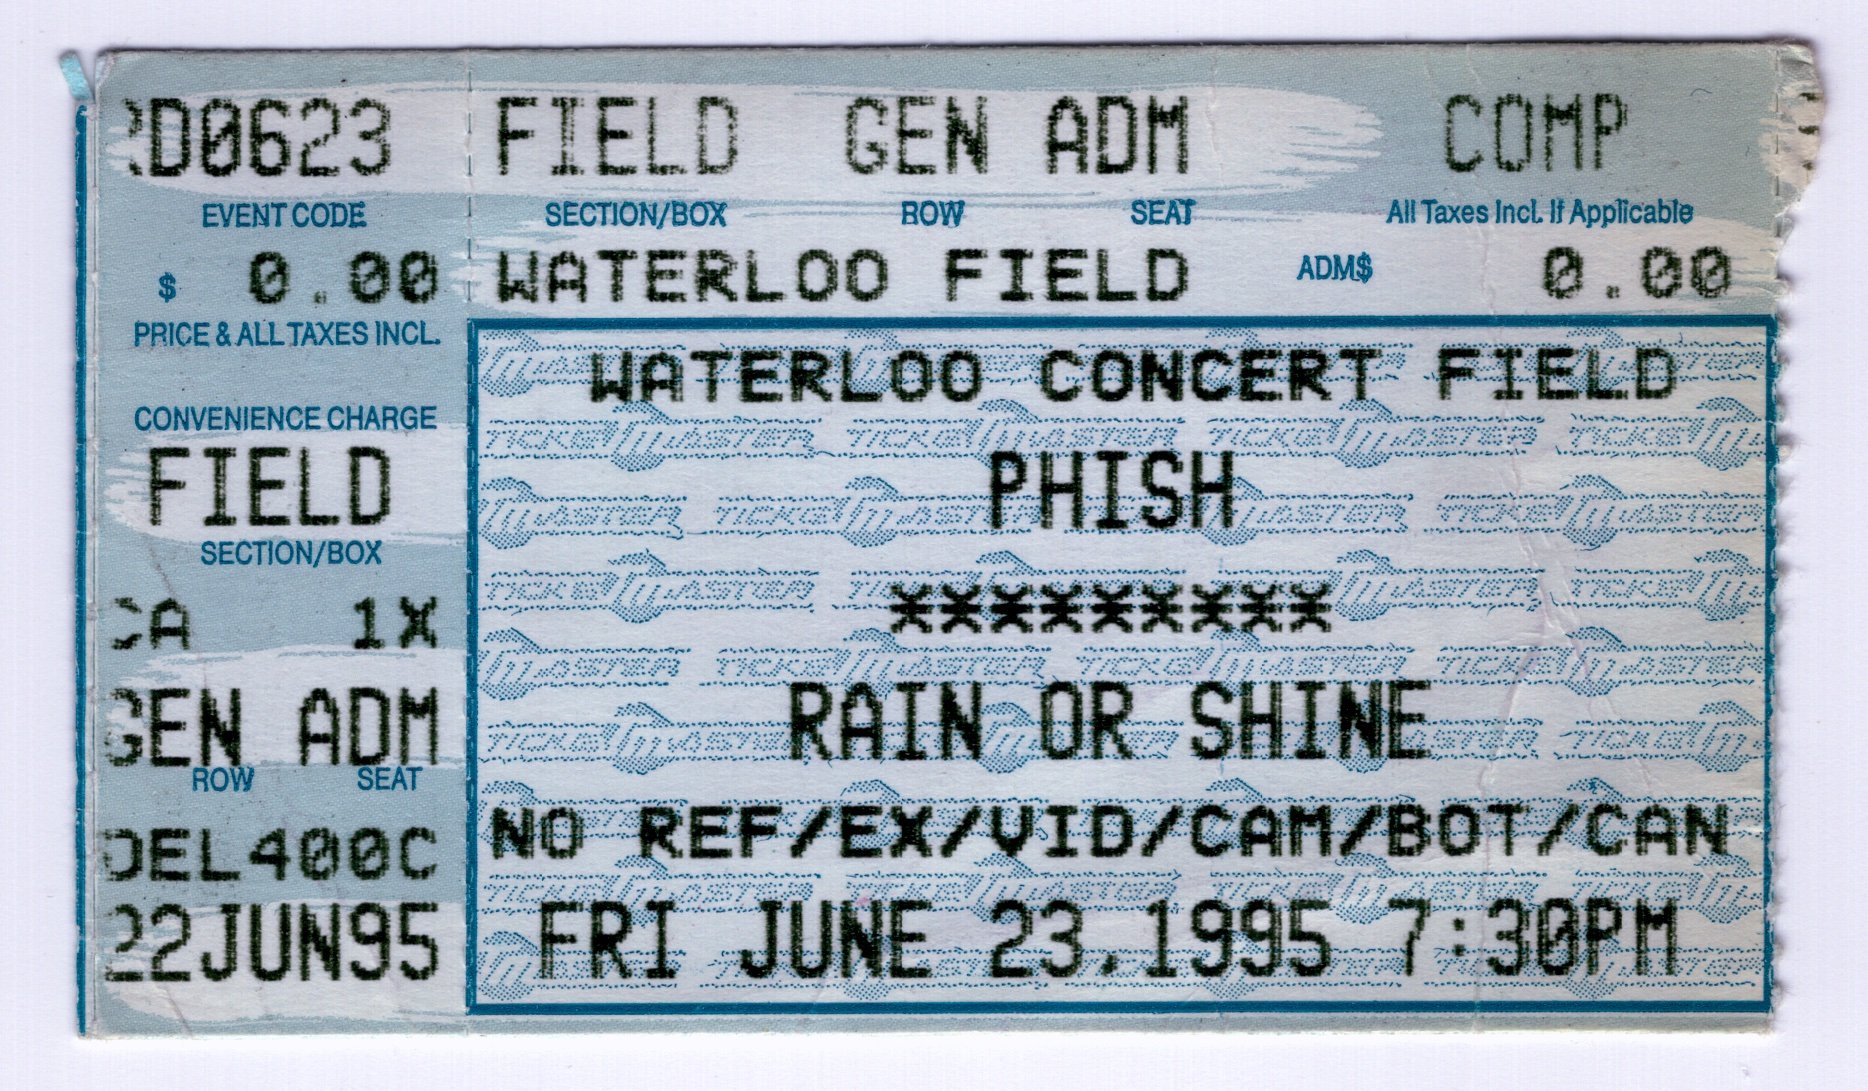 RD0623 FIELD GEN ADM COMP
EVENT CODE SECTION/BOX ROW SEAT All Taxes Incl. If Applicable
$ 0.00 WATERLOO FIELD ADM$ 0.00
PRICE & ALL TAXES INCL.
WATERLOO CONCERT FIELD
CONVENIENCE CHARGE
FIELD PHISH
SECTION/BOX
CA 1X *********
GEN ADM RAIN OR SHINE
ROW SEAT
DEL400C NO REF/EX/VID/CAM/BOT/CAN
22JUN95 FRI JUNE 23,1995 7:30PM
TICKETMASTER